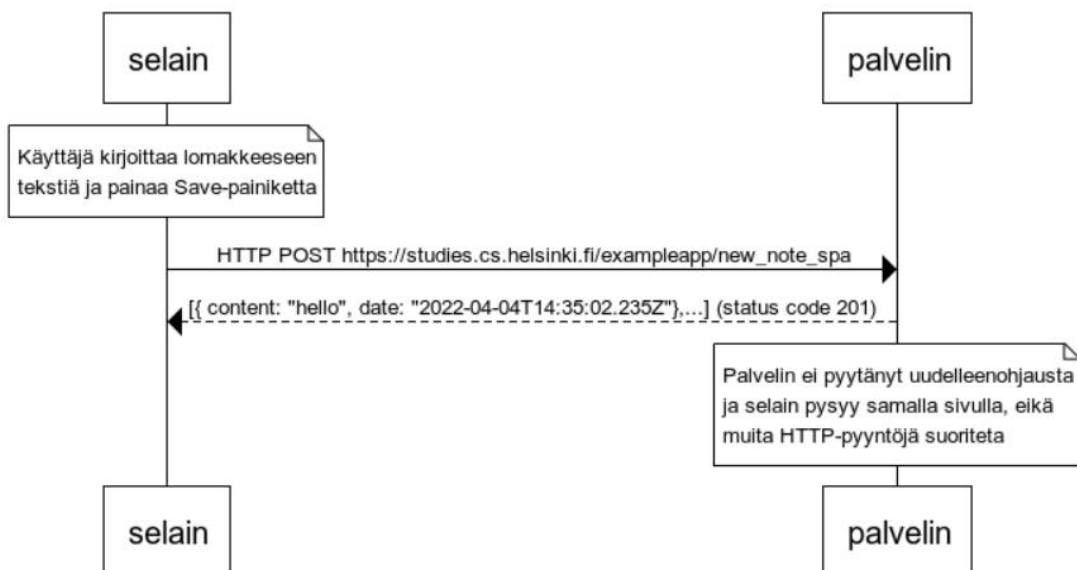 selain
palvelin
Käyttäjä kirjoittaa lomakkeeseen
tekstiä ja painaa Save-painiketta
HTTP POST https://studies.cs.helsinki.fi/exampleapp/new_note_spa
[{ content: "hello", date: "2022-04-04T14:35:02.235Z"},...] (status code 201)
Palvelin ei pyytänyt uudelleenohjausta
ja selain pysyy samalla sivulla, eikä
muita HTTP-pyyntöjä suoriteta
selain
palvelin